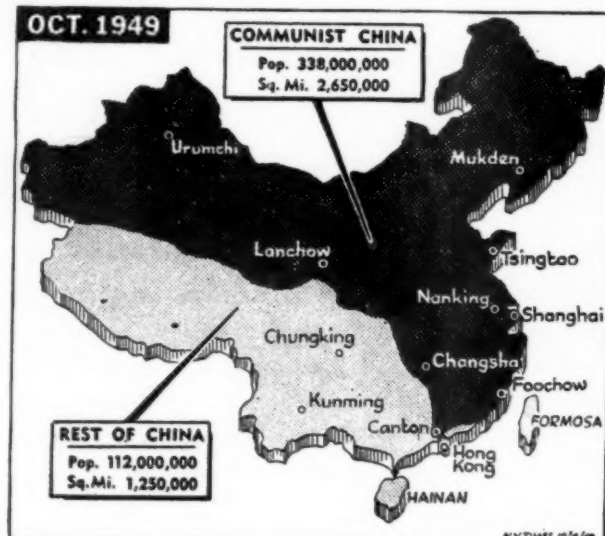 OCT. 1949
COMMUNIST CHINA
Pop. 338,000,000
Sq. Mi. 2,650,000
Urumchi
Mukden
Lanchow
Tsingtao
Nanking
Shanghai
Chungking
Changsha
Foochow
Kunming
FORMOSA
Canton
Hong
Kong
REST OF CHINA
Pop. 112,000,000
Sq.Mi. 1,250,000
HAINAN